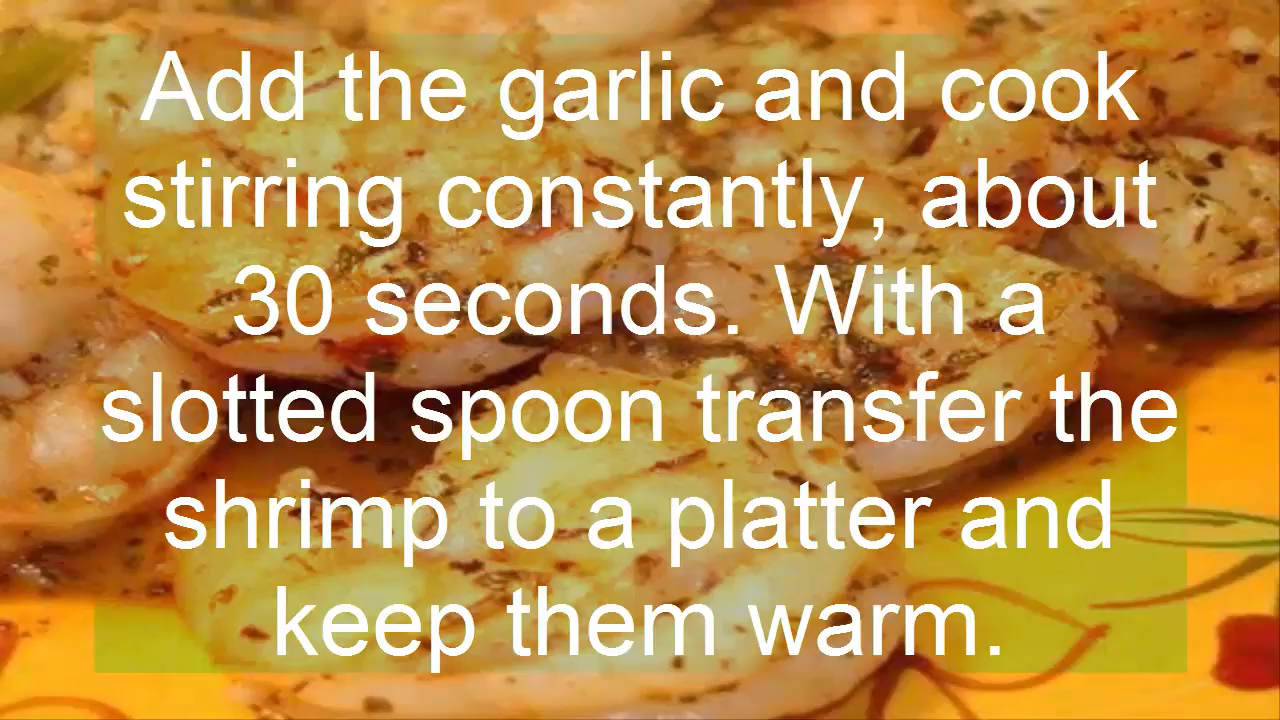 Add the garlic and cook
stirring constantly, about
30 seconds. With a
slotted spoon transfer the
shrimp to a platter and
keep them warm.